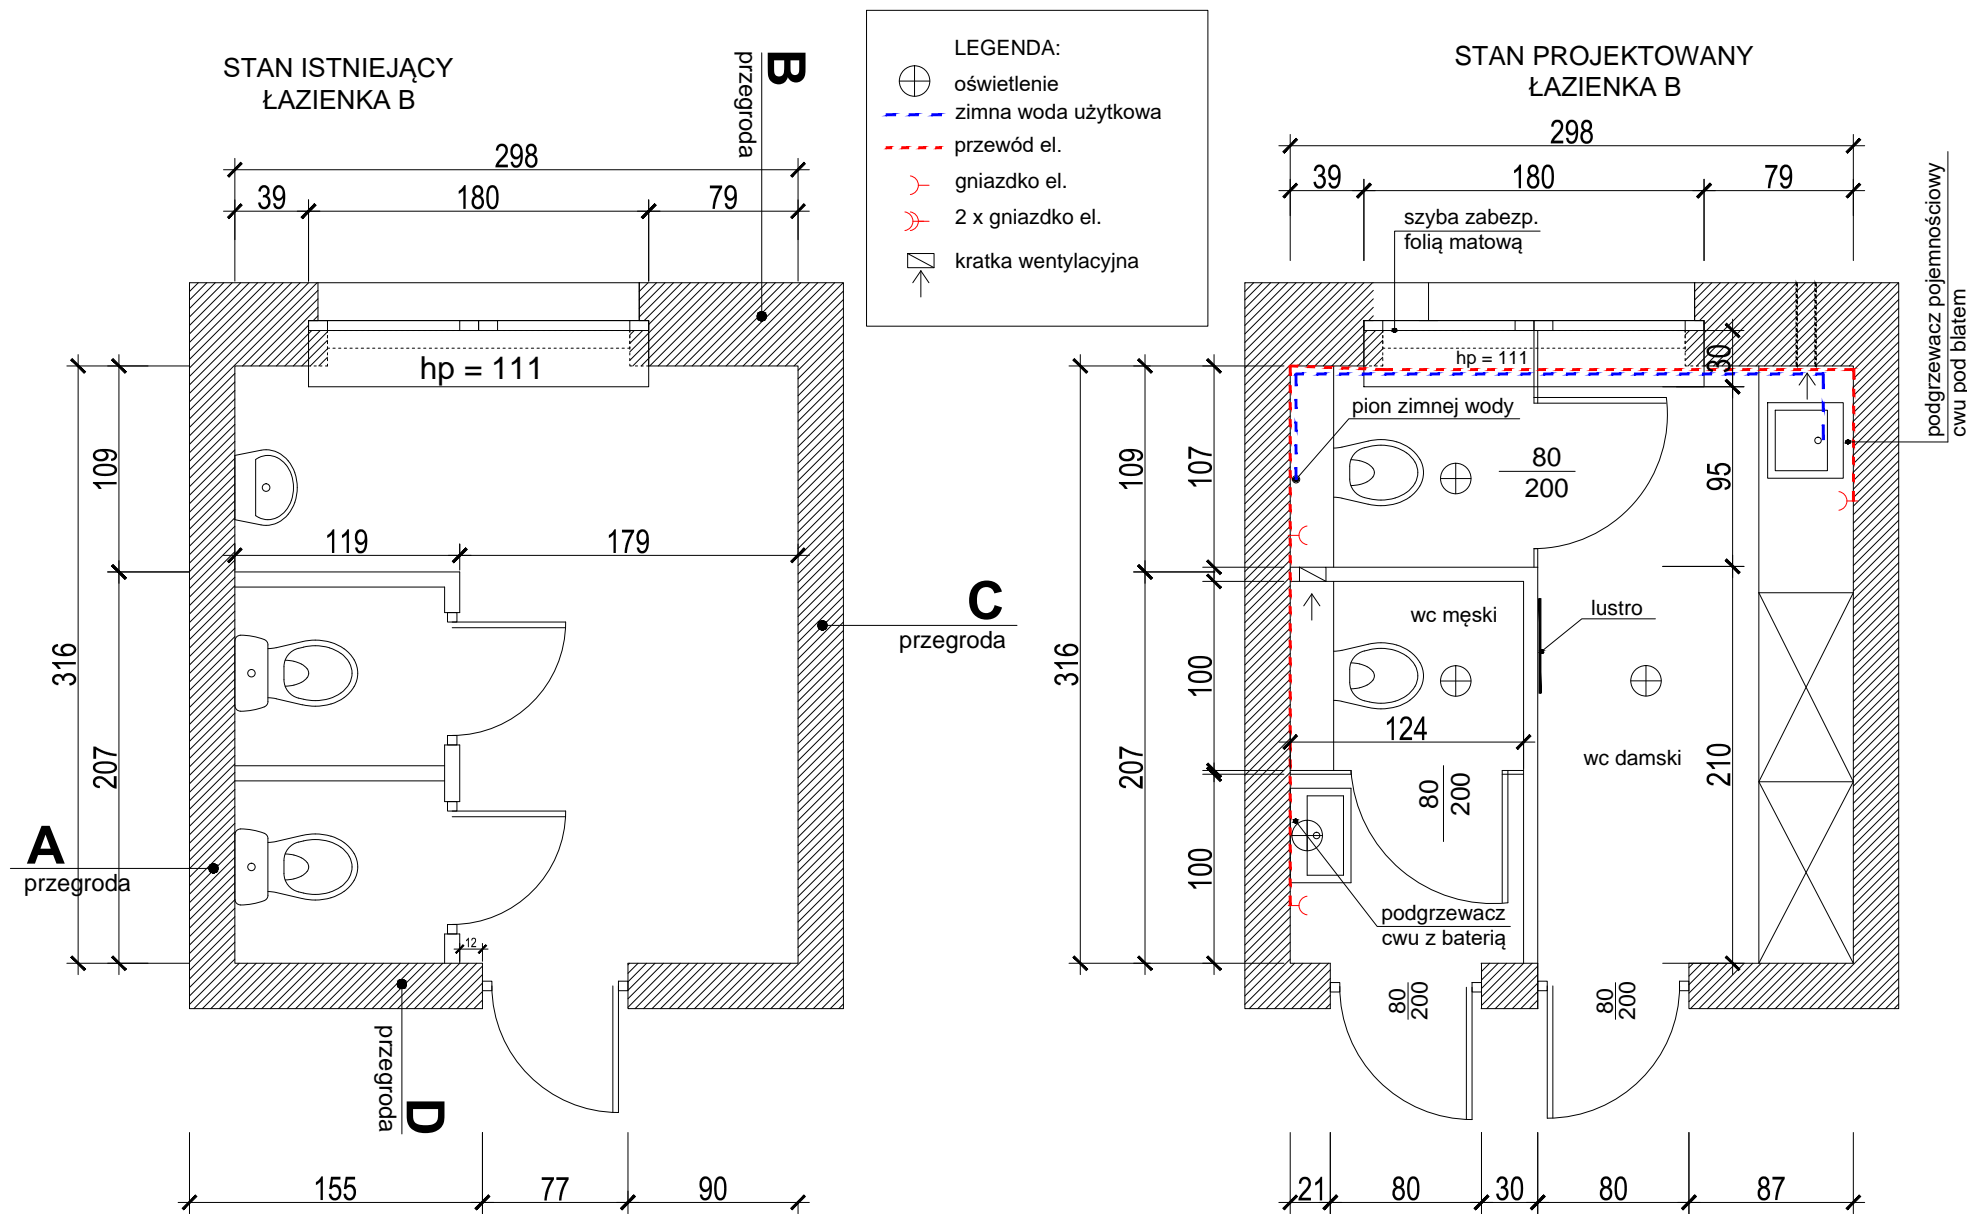 STAN ISTNIEJĄCY
ŁAZIENKA B
B
przegroda
298
39
180
79
hp = 111
316
109
207
119
179
C
przegroda
A
przegroda
12
D
przegroda
155
77
90
LEGENDA:
oświetlenie
zimna woda użytkowa
przewód el.
gniazdko el.
2 x gniazdko el.
kratka wentylacyjna
STAN PROJEKTOWANY
ŁAZIENKA B
298
39
180
79
szyba zabezp.
folią matową
podgrzewacz pojemnościowy
cwu pod blatem
hp = 111
30
pion zimnej wody
80
200
95
316
109
207
107
100
100
wc męski
lustro
124
wc damski
210
80
200
podgrzewacz
cwu z baterią
80
200
80
200
21
80
30
80
87